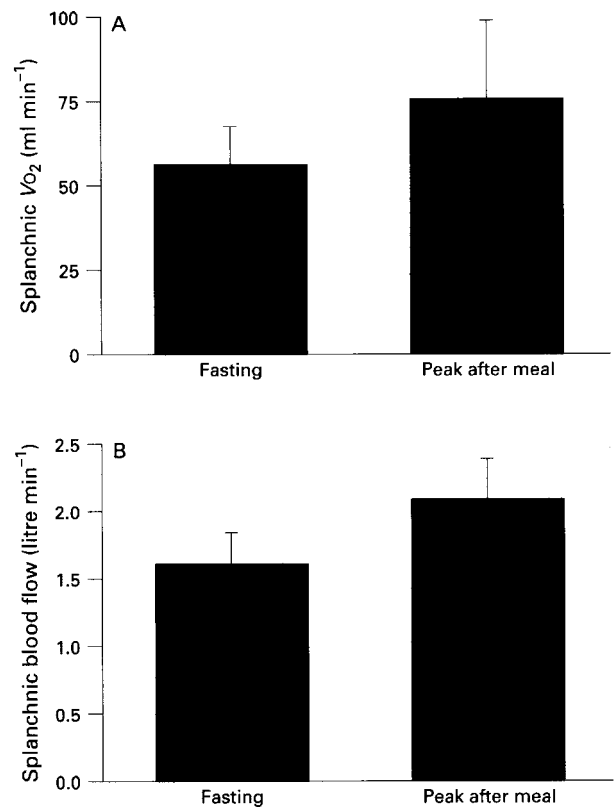 A
100
75
50
25
0
Splanchnic VO₂ (ml min⁻¹)
Fasting
Peak after meal
B
2.5
2.0
1.5
1.0
0.5
0.0
Splanchnic blood flow (litre min⁻¹)
Fasting
Peak after meal